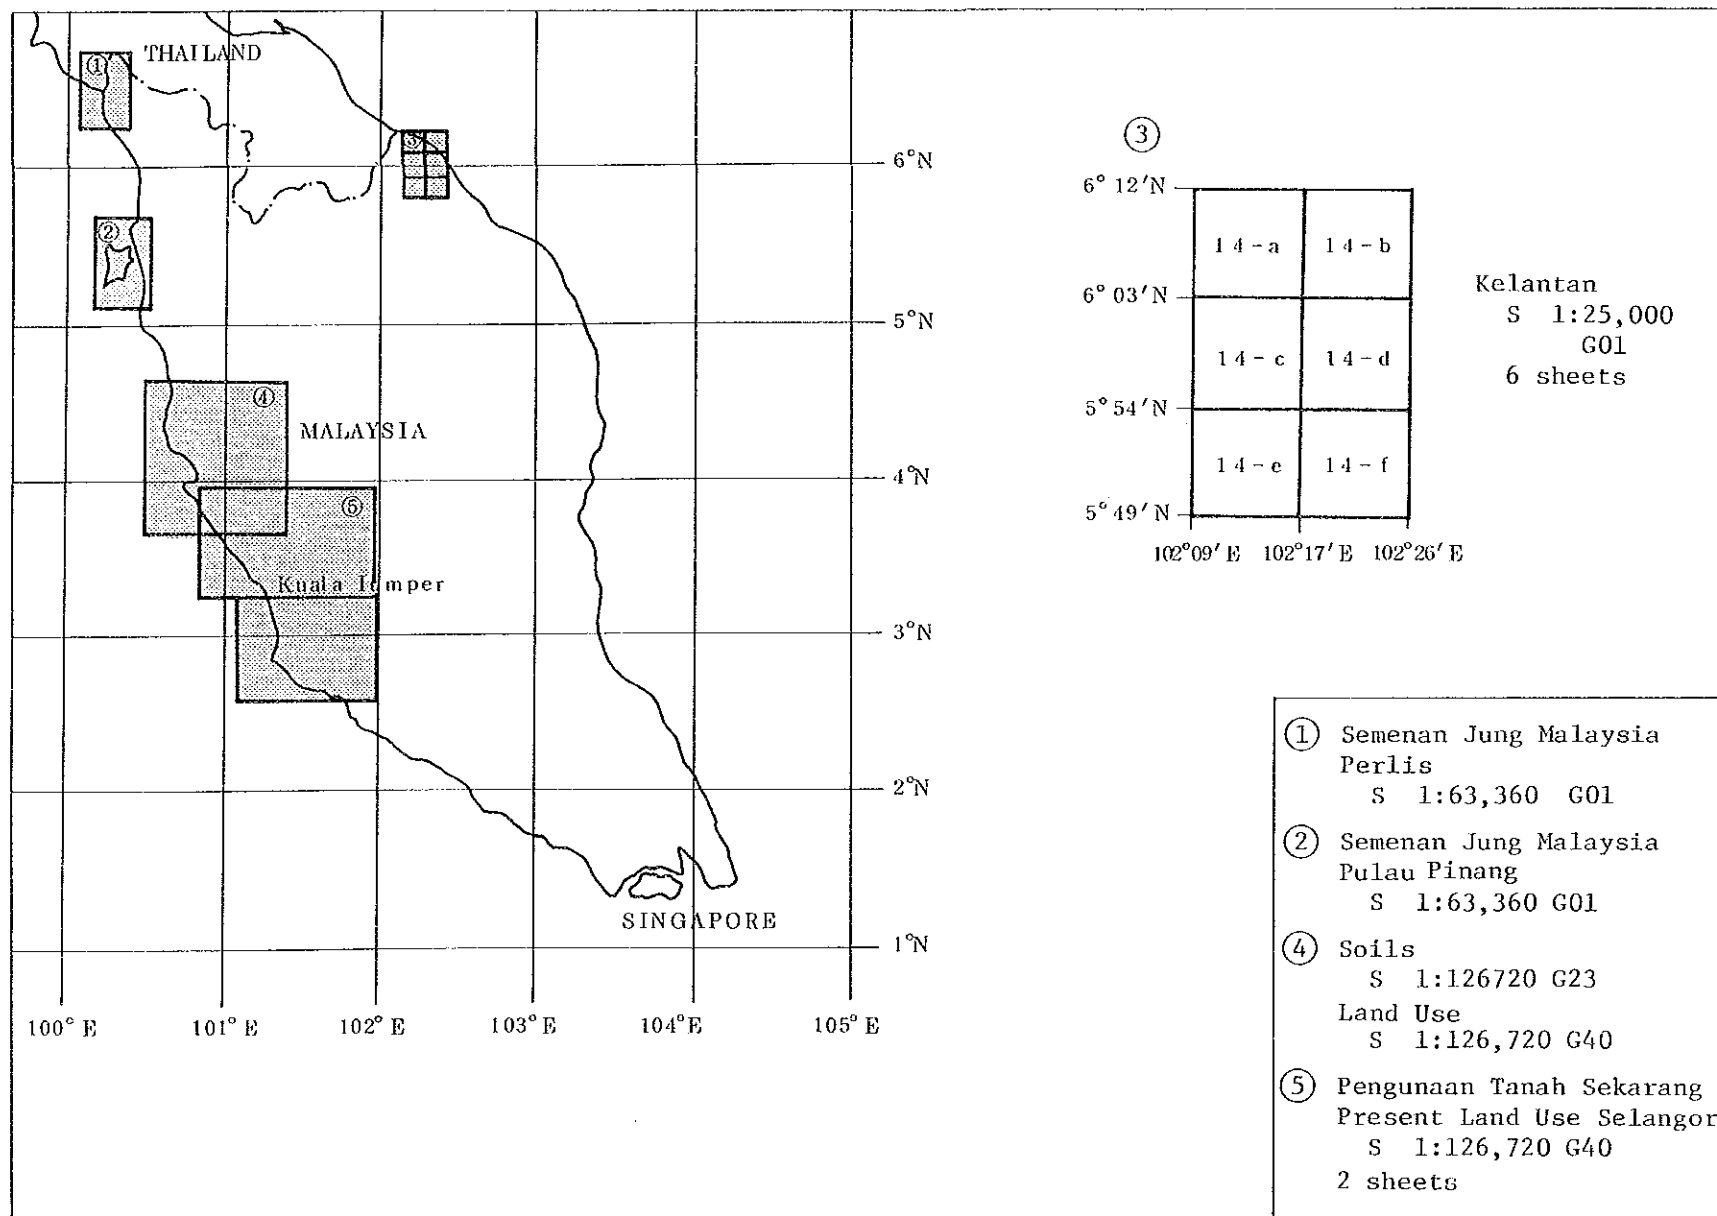 THAILAND
①
③
②
④
MALAYSIA
⑤
Kuala lumper
SINGAPORE
6°N
5°N
4°N
3°N
2°N
1°N
100° E
101° E
102° E
103° E
104° E
105° E
③
6° 12′N
6° 03′N
5° 54′N
5° 49′N
14-a
14-b
14-c
14-d
14-e
14-f
102°09′E
102°17′E
102°26′E
Kelantan
S 1:25,000
G01
6 sheets
① Semenan Jung Malaysia
Perlis
S 1:63,360 G01
② Semenan Jung Malaysia
Pulau Pinang
S 1:63,360 G01
④ Soils
S 1:126720 G23
Land Use
S 1:126,720 G40
⑤ Pengunaan Tanah Sekarang
Present Land Use Selangor
S 1:126,720 G40
2 sheets